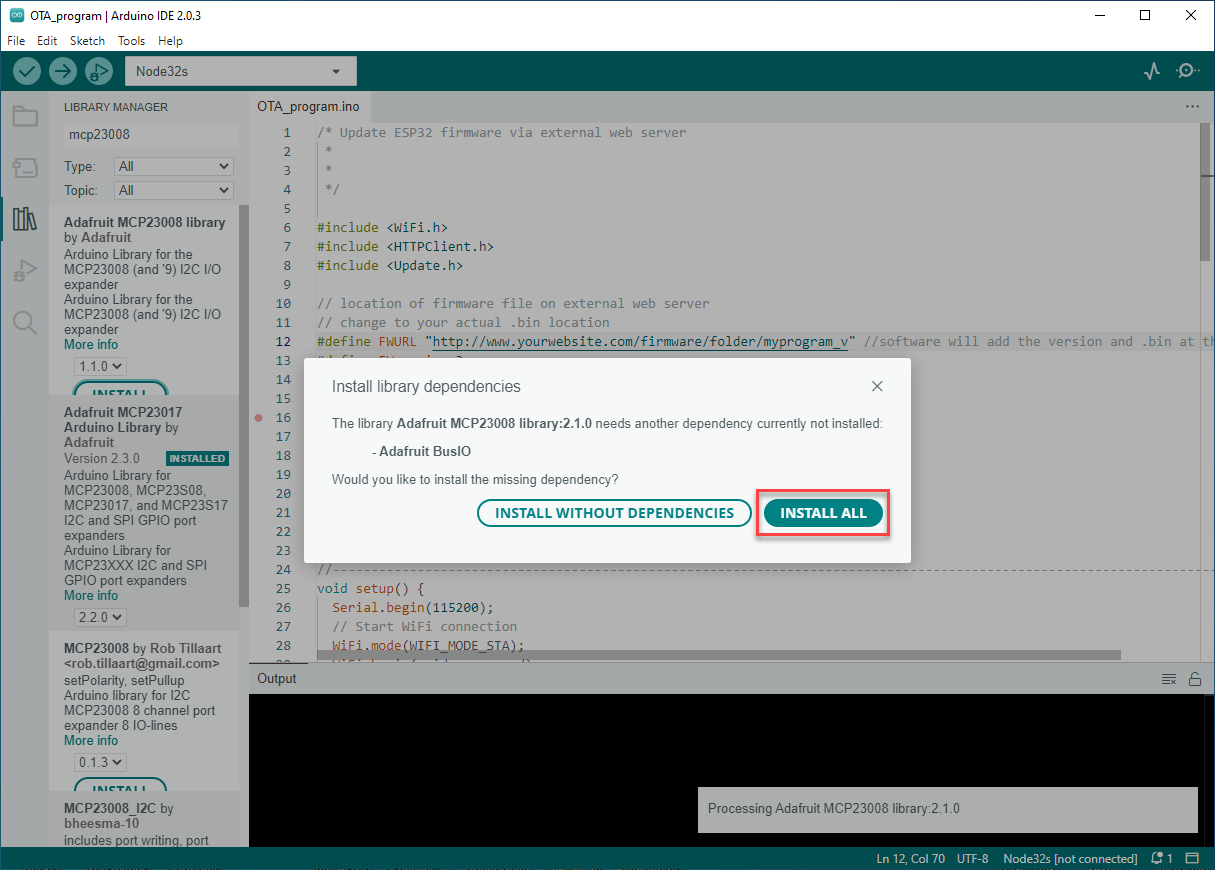 OTA_program | Arduino IDE 2.0.3
File Edit Sketch Tools Help
Node32s
LIBRARY MANAGER
mcp23008
Type: All
Topic: All
Adafruit MCP23008 library
by Adafruit
Arduino Library for the
MCP23008 (and '9) I2C I/O
expander
Arduino Library for the
MCP23008 (and '9) I2C I/O
expander
More info
1.1.0
INSTALL
Adafruit MCP23017
Arduino Library by
Adafruit
Version 2.3.0 INSTALLED
Arduino Library for
MCP23008, MCP23S08,
MCP23017, and MCP23S17
I2C and SPI GPIO port
expanders
Arduino Library for
MCP23XXX I2C and SPI
GPIO port expanders
More info
2.2.0
MCP23008 by Rob Tillaart
<rob.tillaart@gmail.com>
setPolarity, setPullup
Arduino library for I2C
MCP23008 8 channel port
expander 8 IO-lines
More info
0.1.3
INSTALL
MCP23008_I2C by
bheesma-10
includes port writing, port
OTA_program.ino
1 /* Update ESP32 firmware via external web server
2 *
3 *
4 */
5
6 #include <WiFi.h>
7 #include <HTTPClient.h>
8 #include <Update.h>
9
10 // location of firmware file on external web server
11 // change to your actual .bin location
12 #define FWURL "http://www.yourwebsite.com/firmware/folder/myprogram_v" //software will add the version and .bin at th
13
14
15
16
17
18
19
20
21
22
23
24 //------------------------------------------------------------
25 void setup() {
26 Serial.begin(115200);
27 // Start WiFi connection
28 WiFi.mode(WIFI_MODE_STA);
Install library dependencies
The library Adafruit MCP23008 library:2.1.0 needs another dependency currently not installed:
- Adafruit BusIO
Would you like to install the missing dependency?
INSTALL WITHOUT DEPENDENCIES INSTALL ALL
Output
Processing Adafruit MCP23008 library:2.1.0
Ln 12, Col 70 UTF-8 Node32s [not connected] 1